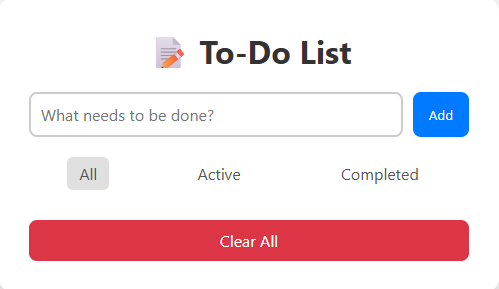 📝 To-Do List
What needs to be done?
Add
All
Active
Completed
Clear All